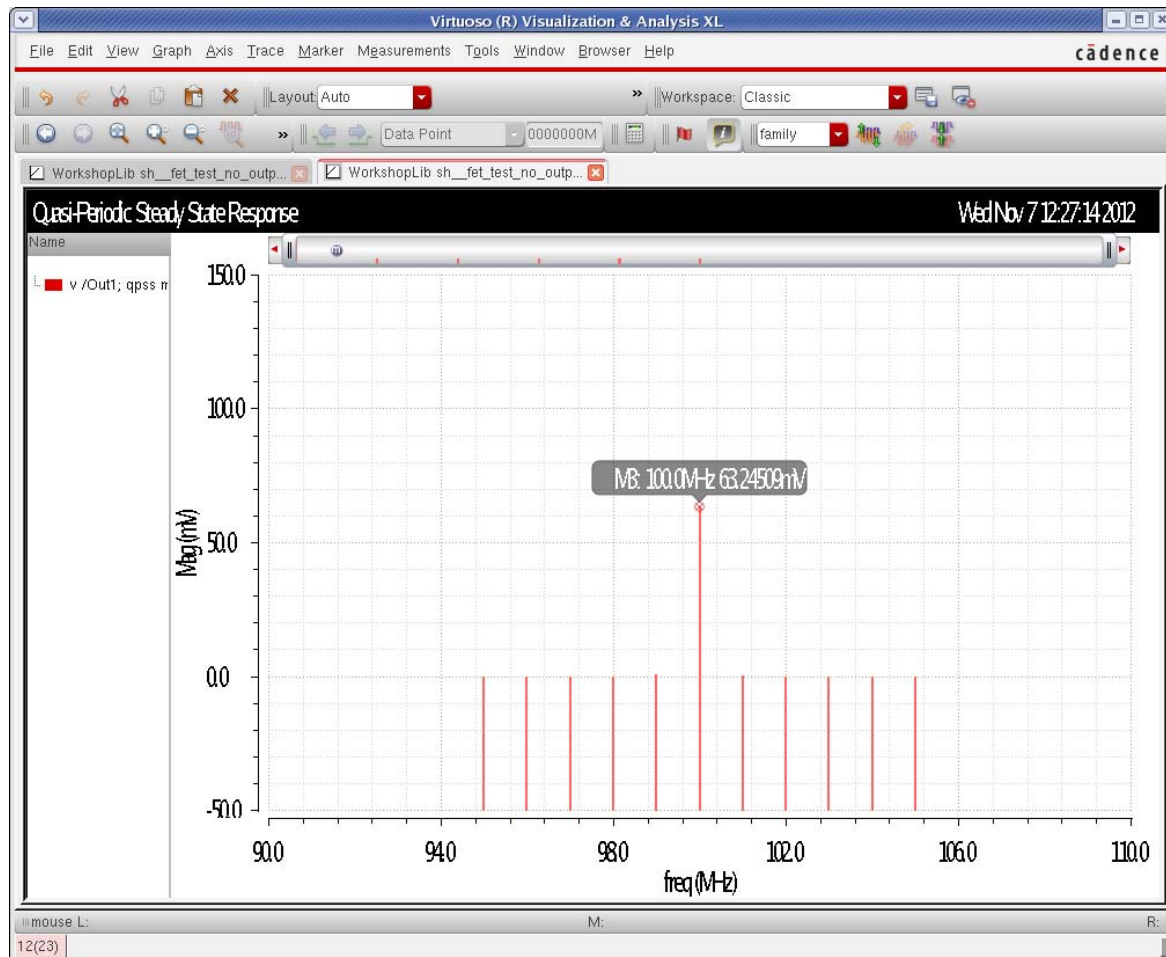 Virtuoso (R) Visualization & Analysis XL
File Edit View Graph Axis Trace Marker Measurements Tools Window Browser Help
cādence
Layout: Auto
» Workspace: Classic
» Data Point 0000000M family
WorkshopLib sh__fet_test_no_outp... WorkshopLib sh__fet_test_no_outp...
Quasi-Periodic Steady State Response Wed Nov 7 12:27:14 2012
Name
v /Out1; qpss m
150.0
100.0
M3: 100.0MHz 63.24509mV
50.0
Mag (mV)
0.0
-50.0
90.0 94.0 98.0 102.0 106.0 110.0
freq (MHz)
mouse L: M: R:
12(23)